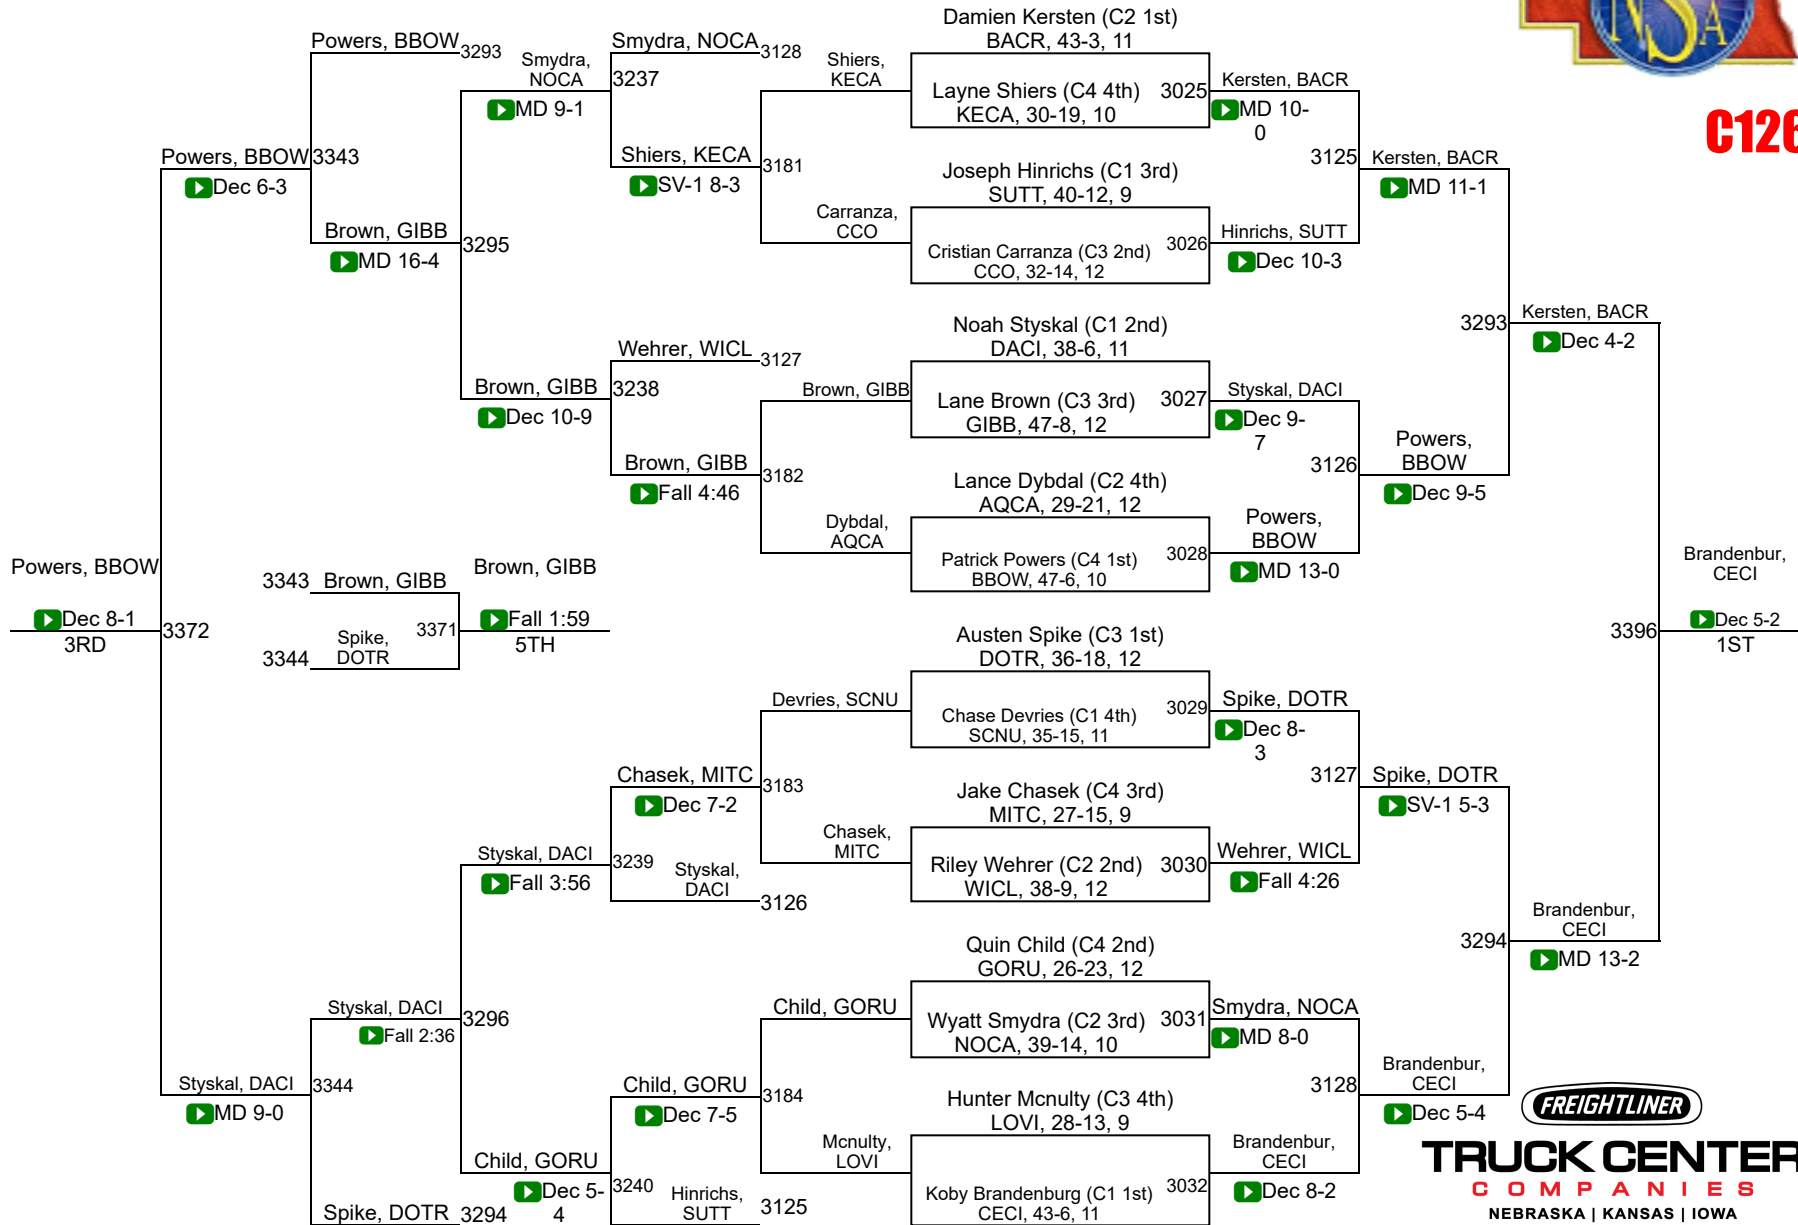 NSA
C126
Damien Kersten (C2 1st)
BACR, 43-3, 11
Layne Shiers (C4 4th)
KECA, 30-19, 10
3025
Joseph Hinrichs (C1 3rd)
SUTT, 40-12, 9
Cristian Carranza (C3 2nd)
CCO, 32-14, 12
3026
Noah Styskal (C1 2nd)
DACI, 38-6, 11
Lane Brown (C3 3rd)
GIBB, 47-8, 12
3027
Lance Dybdal (C2 4th)
AQCA, 29-21, 12
Patrick Powers (C4 1st)
BBOW, 47-6, 10
3028
Austen Spike (C3 1st)
DOTR, 36-18, 12
Chase Devries (C1 4th)
SCNU, 35-15, 11
3029
Jake Chasek (C4 3rd)
MITC, 27-15, 9
Riley Wehrer (C2 2nd)
WICL, 38-9, 12
3030
Quin Child (C4 2nd)
GORU, 26-23, 12
Wyatt Smydra (C2 3rd)
NOCA, 39-14, 10
3031
Hunter Mcnulty (C3 4th)
LOVI, 28-13, 9
Koby Brandenburg (C1 1st)
CECI, 43-6, 11
3032
Kersten, BACR
MD 10-
0
3125
Hinrichs, SUTT
Dec 10-3
Styskal, DACI
Dec 9-
7
3126
Powers,
BBOW
MD 13-0
Spike, DOTR
Dec 8-
3
3127
Wehrer, WICL
Fall 4:26
Smydra, NOCA
MD 8-0
3128
Brandenbur,
CECI
Dec 8-2
Kersten, BACR
MD 11-1
3293
Powers,
BBOW
Dec 9-5
Spike, DOTR
SV-1 5-3
3294
Brandenbur,
CECI
Dec 5-4
Kersten, BACR
Dec 4-2
3396
Brandenbur,
CECI
MD 13-2
Brandenbur,
CECI
Dec 5-2
1ST
Shiers,
KECA
3181
Carranza,
CCO
Brown, GIBB
3182
Dybdal,
AQCA
Devries, SCNU
3183
Chasek,
MITC
Child, GORU
3184
Mcnulty,
LOVI
Smydra, NOCA
3128
3237
Shiers, KECA
SV-1 8-3
Wehrer, WICL
3127
3238
Brown, GIBB
Fall 4:46
Chasek, MITC
Dec 7-2
3239
Styskal,
DACI
3126
Child, GORU
Dec 7-5
3240
Hinrichs,
SUTT
3125
Smydra,
NOCA
MD 9-1
3295
Brown, GIBB
Dec 10-9
Styskal, DACI
Fall 3:56
3296
Child, GORU
Dec 5-
4
Powers, BBOW
3293
3343
Brown, GIBB
MD 16-4
Styskal, DACI
Fall 2:36
3344
Spike, DOTR
3294
Powers, BBOW
Dec 6-3
3372
Styskal, DACI
MD 9-0
Powers, BBOW
Dec 8-1
3RD
3343
Brown, GIBB
3371
3344
Spike,
DOTR
Brown, GIBB
Fall 1:59
5TH
FREIGHTLINER
TRUCK CENTER
COMPANIES
NEBRASKA | KANSAS | IOWA